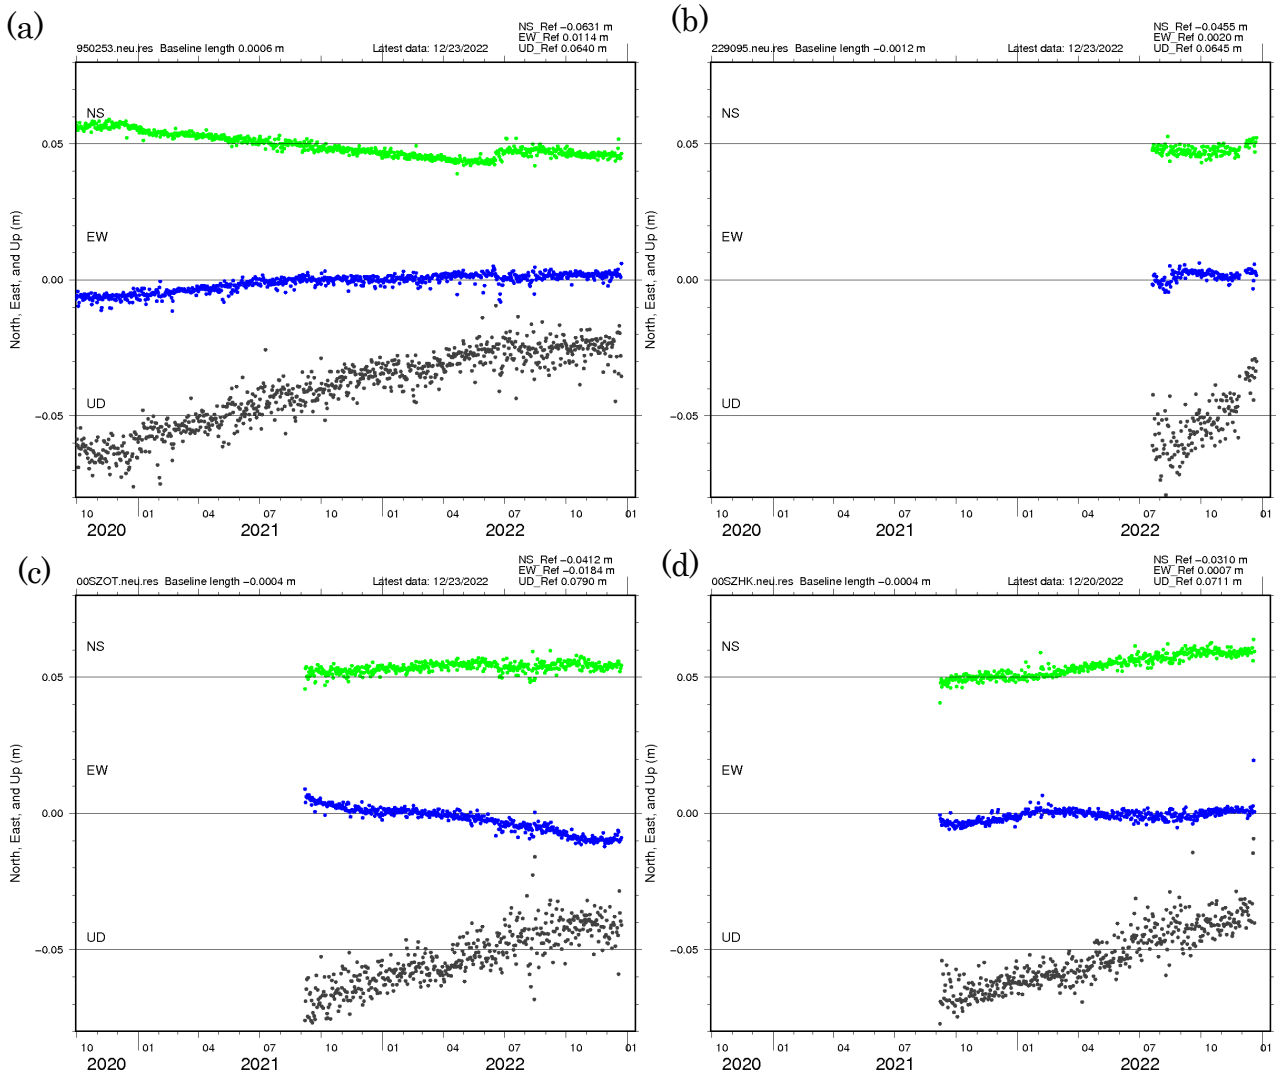 (a)
NS_Ref −0.0631 m
EW_Ref 0.0114 m
950253.neu.res Baseline length 0.0006 m Latest data: 12/23/2022 UD_Ref 0.0640 m
NS
0.05
EW
0.00
UD
−0.05
North, East, and Up (m)
10 01 04 07 10 01 04 07 10 01
2020 2021 2022
(b)
NS_Ref −0.0455 m
EW_Ref 0.0020 m
229095.neu.res Baseline length −0.0012 m Latest data: 12/23/2022 UD_Ref 0.0645 m
NS
0.05
EW
0.00
UD
−0.05
North, East, and Up (m)
10 01 04 07 10 01 04 07 10 01
2020 2021 2022
(c)
NS_Ref −0.0412 m
EW_Ref −0.0184 m
00SZOT.neu.res Baseline length −0.0004 m Latest data: 12/23/2022 UD_Ref 0.0790 m
NS
0.05
EW
0.00
UD
−0.05
North, East, and Up (m)
10 01 04 07 10 01 04 07 10 01
2020 2021 2022
(d)
NS_Ref −0.0310 m
EW_Ref 0.0007 m
00SZHK.neu.res Baseline length −0.0004 m Latest data: 12/20/2022 UD_Ref 0.0711 m
NS
0.05
EW
0.00
UD
−0.05
North, East, and Up (m)
10 01 04 07 10 01 04 07 10 01
2020 2021 2022